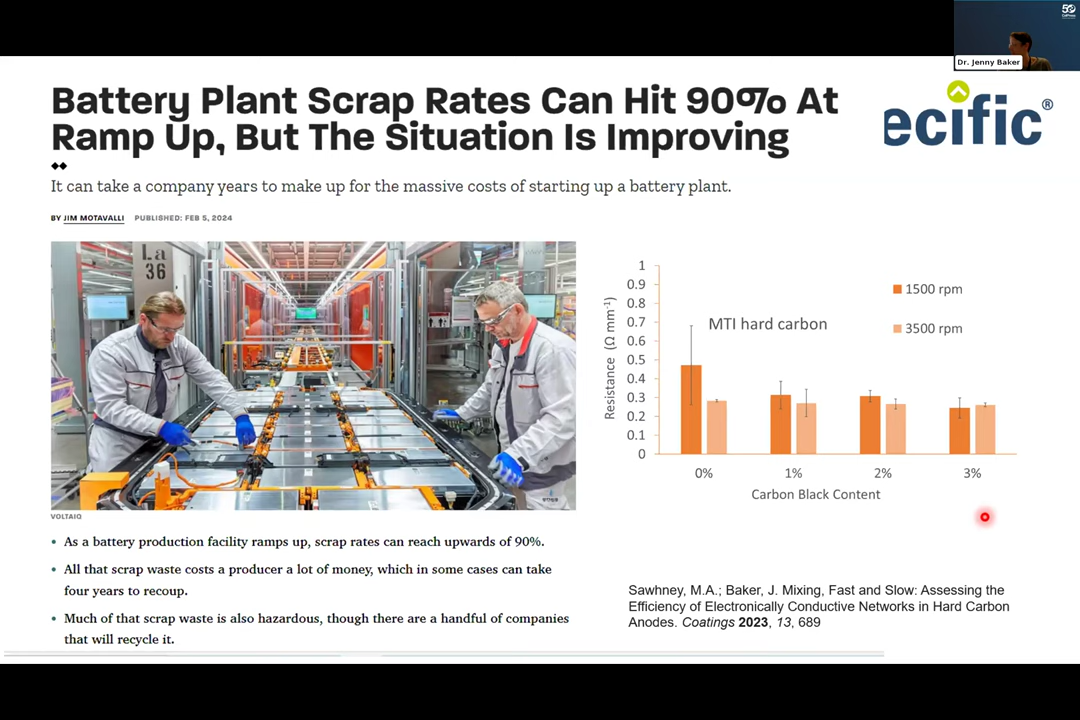 50
CalPress
Dr. Jenny Baker
Battery Plant Scrap Rates Can Hit 90% At
Ramp Up, But The Situation Is Improving
ecific®
It can take a company years to make up for the massive costs of starting up a battery plant.
BY JIM MOTAVALLI PUBLISHED: FEB 5, 2024
La
36
VOLTAIQ
• As a battery production facility ramps up, scrap rates can reach upwards of 90%.
• All that scrap waste costs a producer a lot of money, which in some cases can take
four years to recoup.
• Much of that scrap waste is also hazardous, though there are a handful of companies
that will recycle it.
1
0.9
0.8
0.7
0.6
0.5
0.4
0.3
0.2
0.1
0
Resistance (Ω mm⁻¹)
MTI hard carbon
1500 rpm
3500 rpm
0% 1% 2% 3%
Carbon Black Content
Sawhney, M.A.; Baker, J. Mixing, Fast and Slow: Assessing the
Efficiency of Electronically Conductive Networks in Hard Carbon
Anodes. Coatings 2023, 13, 689